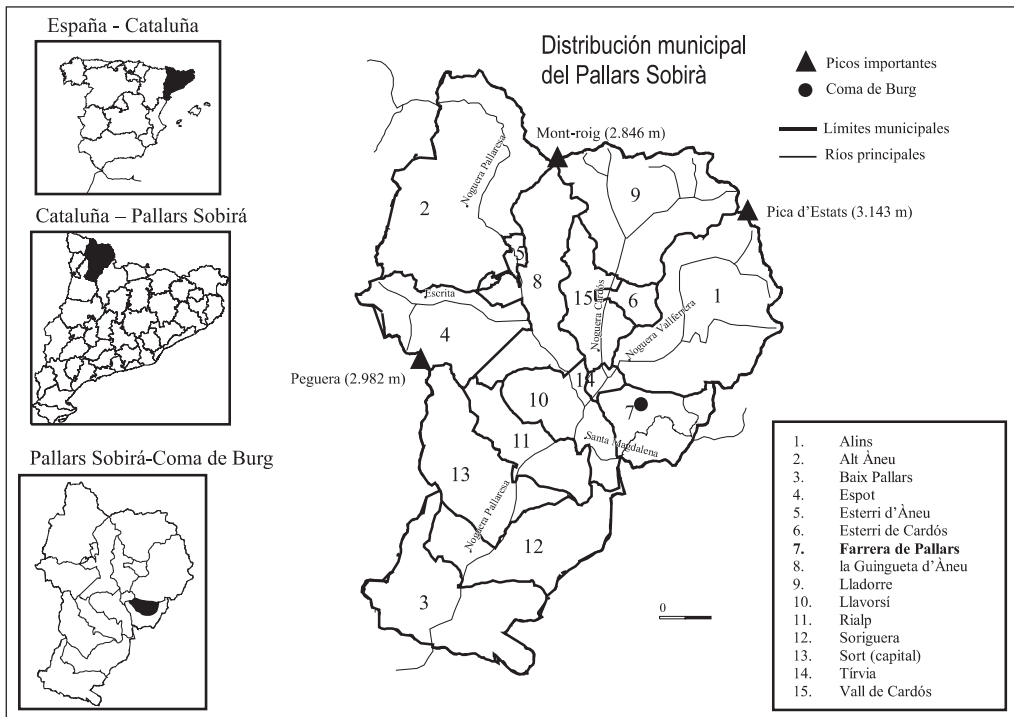 España - Cataluña
Cataluña – Pallars Sobirá
Pallars Sobirá-Coma de Burg
Distribución municipal
del Pallars Sobirà
Picos importantes
Coma de Burg
Límites municipales
Ríos principales
Mont-roig (2.846 m)
Pica d'Estats (3.143 m)
Peguera (2.982 m)
Noguera Pallaresa
Escrita
Noguera Cardós
Noguera Vallferrera
Santa Magdalena
Noguera Pallaresa
2
9
5
8
15
6
1
4
14
10
7
11
13
12
3
0
1. Alins
2. Alt Àneu
3. Baix Pallars
4. Espot
5. Esterri d'Àneu
6. Esterri de Cardós
7. Farrera de Pallars
8. la Guingueta d'Àneu
9. Lladorre
10. Llavorsí
11. Rialp
12. Soriguera
13. Sort (capital)
14. Tírvia
15. Vall de Cardós